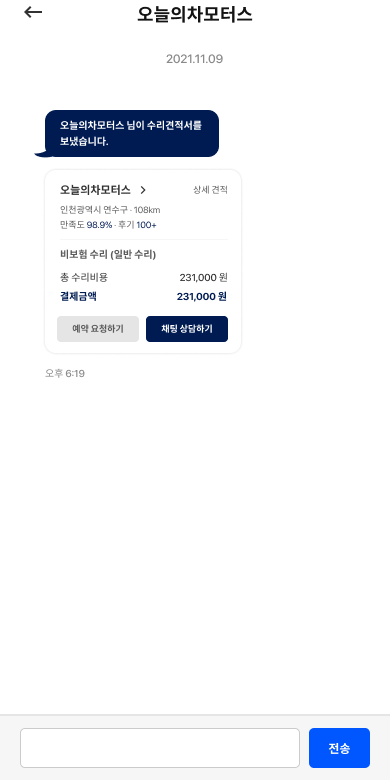 오늘의차모터스
2021.11.09
오늘의차모터스 님이 수리견적서를
보냈습니다.
오늘의차모터스 상세 견적
인천광역시 연수구 · 108km
만족도 98.9% · 후기 100+
비보험 수리 (일반 수리)
총 수리비용 231,000 원
결제금액 231,000 원
예약 요청하기 채팅 상담하기
오후 6:19
전송